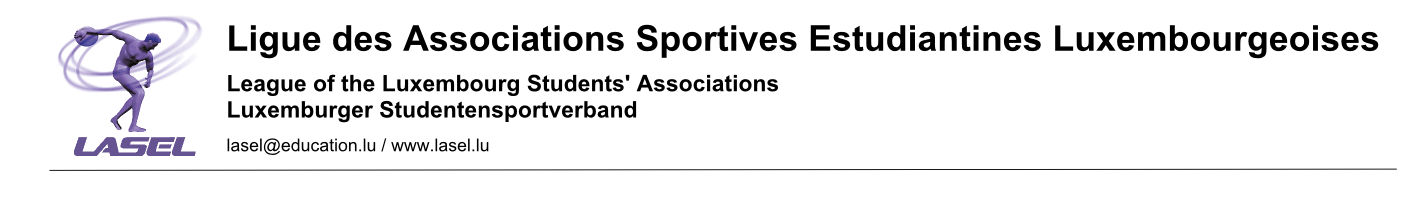 Ligue des Associations Sportives Estudiantines Luxembourgeoises
League of the Luxembourg Students' Associations
Luxemburger Studentensportverband
LASEL
lasel@education.lu / www.lasel.lu